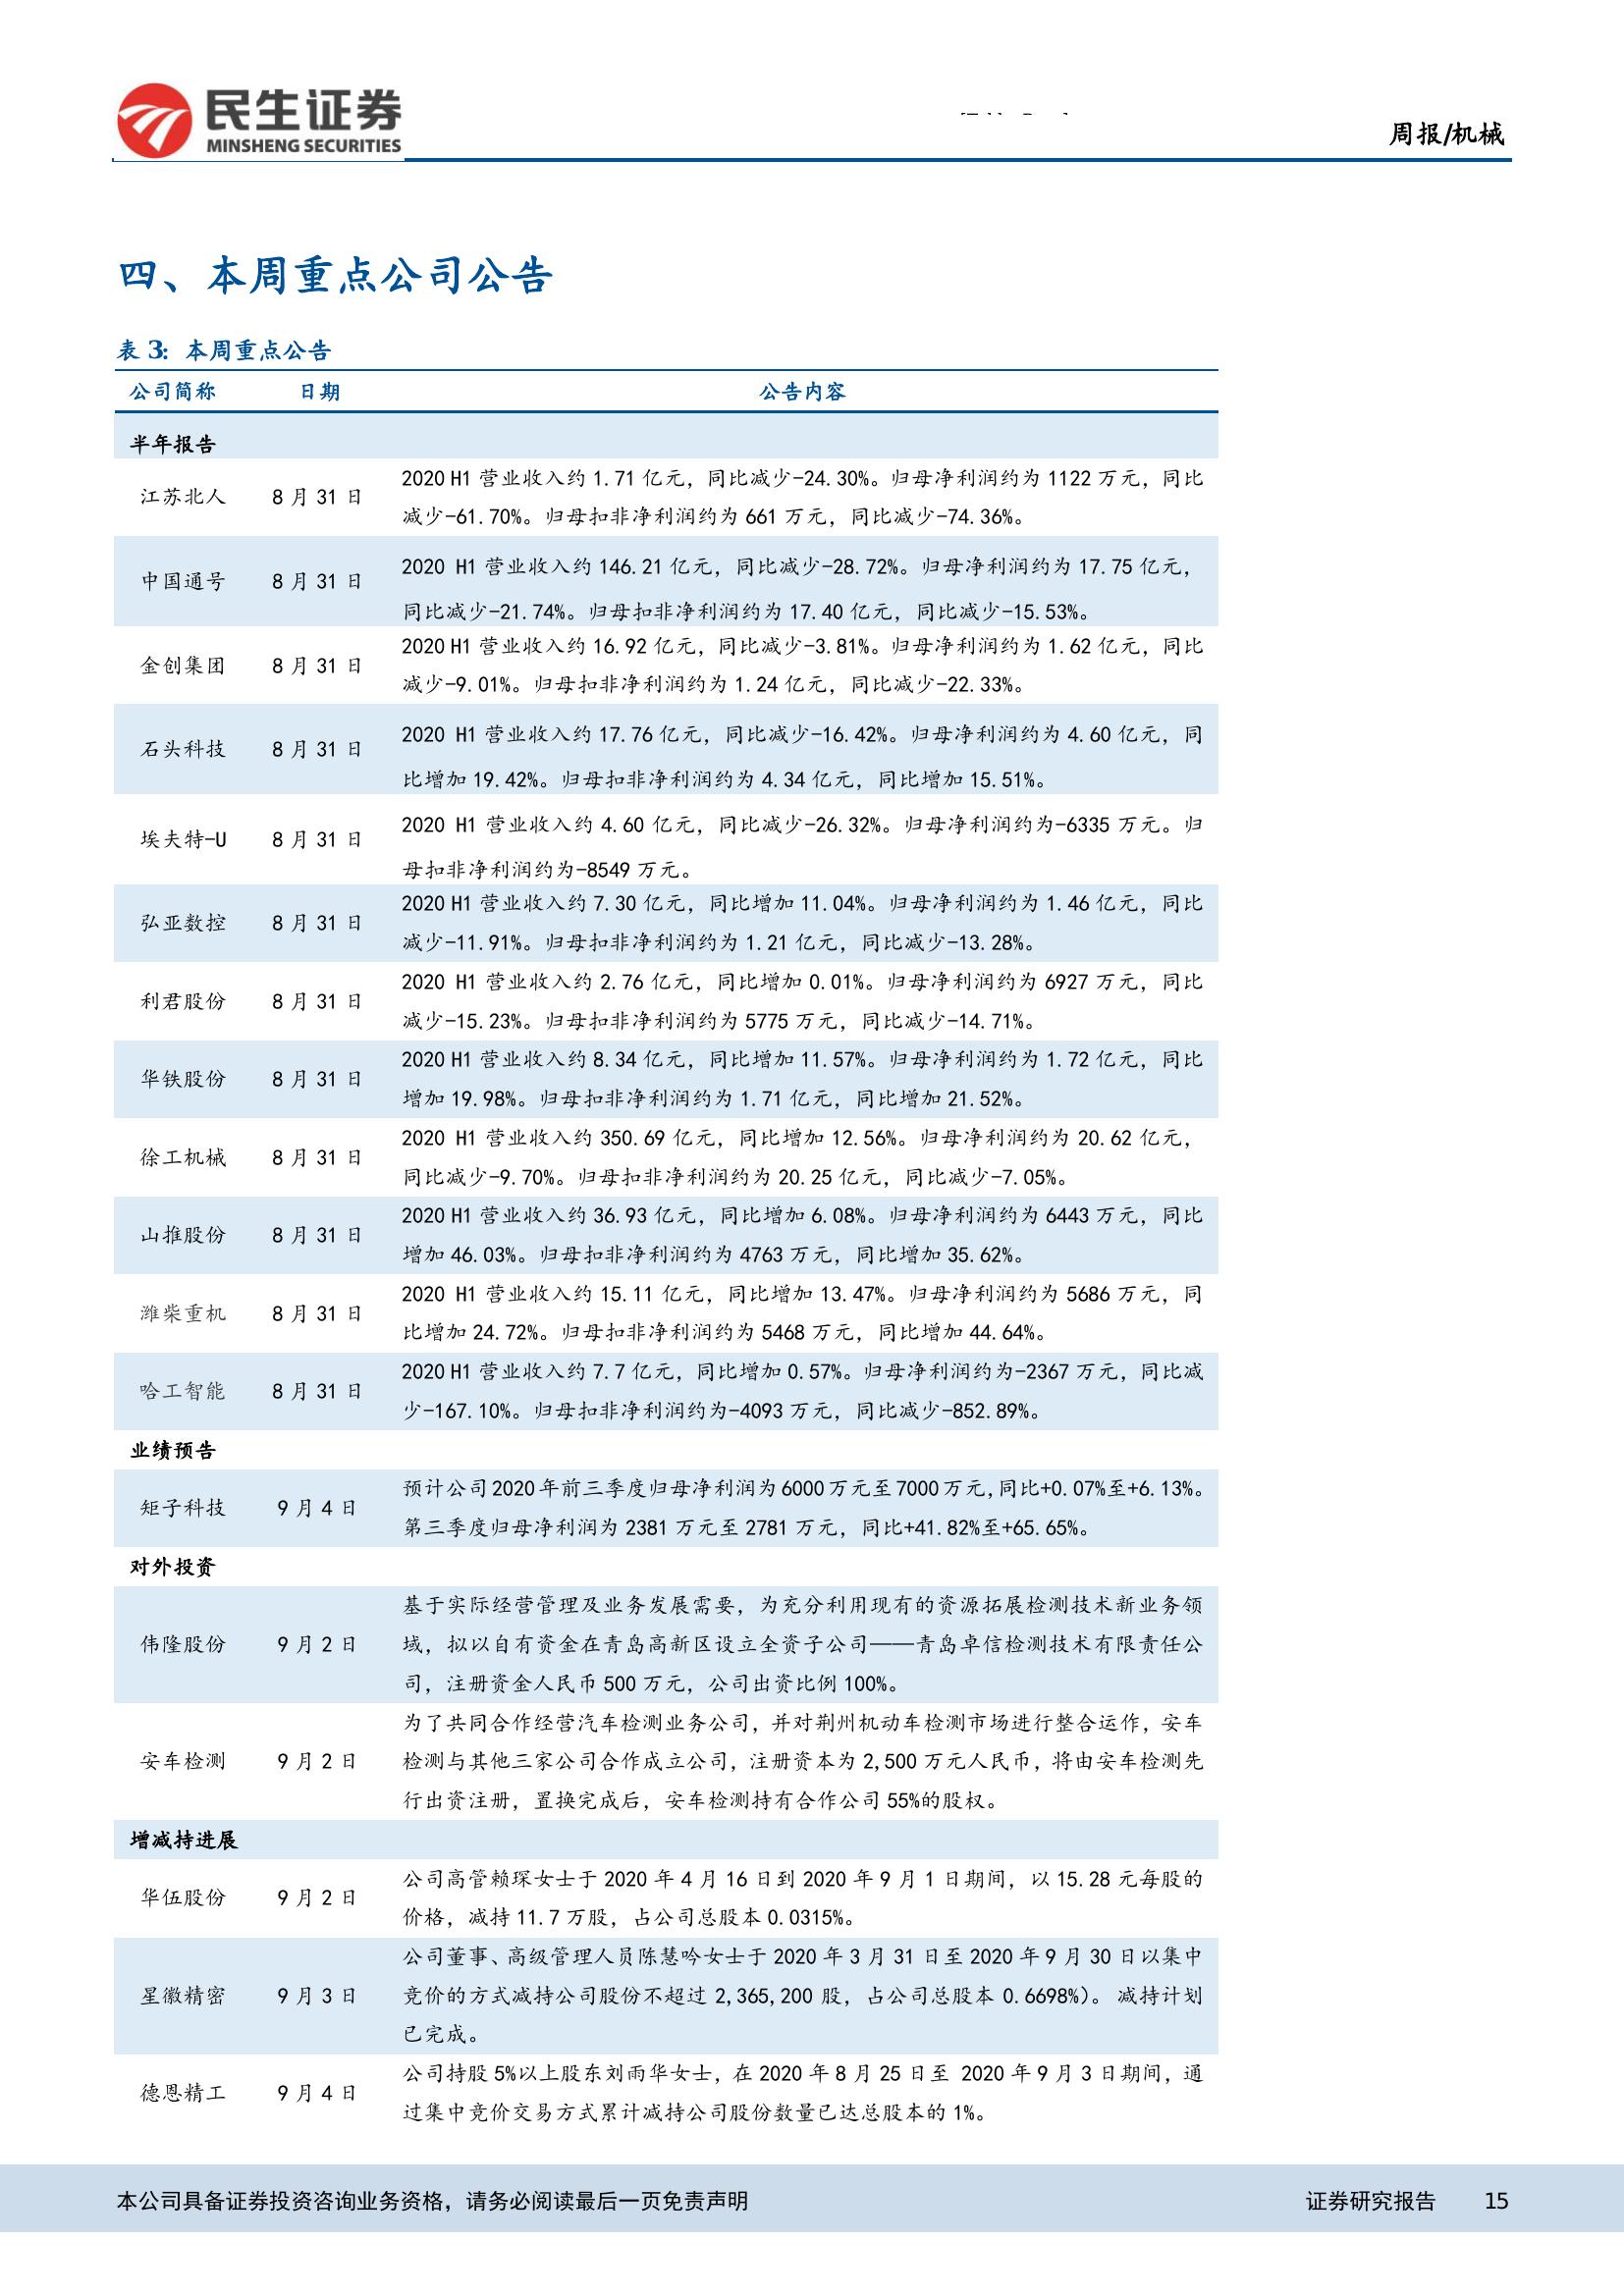 民生证券
MINSHENG SECURITIES
周报/机械
四、本周重点公司公告
表 3: 本周重点公告
公司简称 日期 公告内容
半年报告
江苏北人 8 月 31 日 2020 H1 营业收入约 1.71 亿元，同比减少-24.30%。归母净利润约为 1122 万元，同比
减少-61.70%。归母扣非净利润约为 661 万元，同比减少-74.36%。
中国通号 8 月 31 日 2020 H1 营业收入约 146.21 亿元，同比减少-28.72%。归母净利润约为 17.75 亿元，
同比减少-21.74%。归母扣非净利润约为 17.40 亿元，同比减少-15.53%。
金创集团 8 月 31 日 2020 H1 营业收入约 16.92 亿元，同比减少-3.81%。归母净利润约为 1.62 亿元，同比
减少-9.01%。归母扣非净利润约为 1.24 亿元，同比减少-22.33%。
石头科技 8 月 31 日 2020 H1 营业收入约 17.76 亿元，同比减少-16.42%。归母净利润约为 4.60 亿元，同
比增加 19.42%。归母扣非净利润约为 4.34 亿元，同比增加 15.51%。
埃夫特-U 8 月 31 日 2020 H1 营业收入约 4.60 亿元，同比减少-26.32%。归母净利润约为-6335 万元。归
母扣非净利润约为-8549 万元。
弘亚数控 8 月 31 日 2020 H1 营业收入约 7.30 亿元，同比增加 11.04%。归母净利润约为 1.46 亿元，同比
减少-11.91%。归母扣非净利润约为 1.21 亿元，同比减少-13.28%。
利君股份 8 月 31 日 2020 H1 营业收入约 2.76 亿元，同比增加 0.01%。归母净利润约为 6927 万元，同比
减少-15.23%。归母扣非净利润约为 5775 万元，同比减少-14.71%。
华铁股份 8 月 31 日 2020 H1 营业收入约 8.34 亿元，同比增加 11.57%。归母净利润约为 1.72 亿元，同比
增加 19.98%。归母扣非净利润约为 1.71 亿元，同比增加 21.52%。
徐工机械 8 月 31 日 2020 H1 营业收入约 350.69 亿元，同比增加 12.56%。归母净利润约为 20.62 亿元，
同比减少-9.70%。归母扣非净利润约为 20.25 亿元，同比减少-7.05%。
山推股份 8 月 31 日 2020 H1 营业收入约 36.93 亿元，同比增加 6.08%。归母净利润约为 6443 万元，同比
增加 46.03%。归母扣非净利润约为 4763 万元，同比增加 35.62%。
潍柴重机 8 月 31 日 2020 H1 营业收入约 15.11 亿元，同比增加 13.47%。归母净利润约为 5686 万元，同
比增加 24.72%。归母扣非净利润约为 5468 万元，同比增加 44.64%。
哈工智能 8 月 31 日 2020 H1 营业收入约 7.7 亿元，同比增加 0.57%。归母净利润约为-2367 万元，同比减
少-167.10%。归母扣非净利润约为-4093 万元，同比减少-852.89%。
业绩预告
矩子科技 9 月 4 日 预计公司 2020 年前三季度归母净利润为 6000 万元至 7000 万元,同比+0.07%至+6.13%。
第三季度归母净利润为 2381 万元至 2781 万元，同比+41.82%至+65.65%。
对外投资
伟隆股份 9 月 2 日 基于实际经营管理及业务发展需要，为充分利用现有的资源拓展检测技术新业务领
域，拟以自有资金在青岛高新区设立全资子公司——青岛卓信检测技术有限责任公
司，注册资金人民币 500 万元，公司出资比例 100%。
安车检测 9 月 2 日 为了共同合作经营汽车检测业务公司，并对荆州机动车检测市场进行整合运作，安车
检测与其他三家公司合作成立公司，注册资本为 2,500 万元人民币，将由安车检测先
行出资注册，置换完成后，安车检测持有合作公司 55%的股权。
增减持进展
华伍股份 9 月 2 日 公司高管赖琛女士于 2020 年 4 月 16 日到 2020 年 9 月 1 日期间，以 15.28 元每股的
价格，减持 11.7 万股，占公司总股本 0.0315%。
星徽精密 9 月 3 日 公司董事、高级管理人员陈慧吟女士于 2020 年 3 月 31 日至 2020 年 9 月 30 日以集中
竞价的方式减持公司股份不超过 2,365,200 股，占公司总股本 0.6698%）。减持计划
已完成。
德恩精工 9 月 4 日 公司持股 5%以上股东刘雨华女士，在 2020 年 8 月 25 日至 2020 年 9 月 3 日期间，通
过集中竞价交易方式累计减持公司股份数量已达总股本的 1%。
本公司具备证券投资咨询业务资格，请务必阅读最后一页免责声明 证券研究报告 15